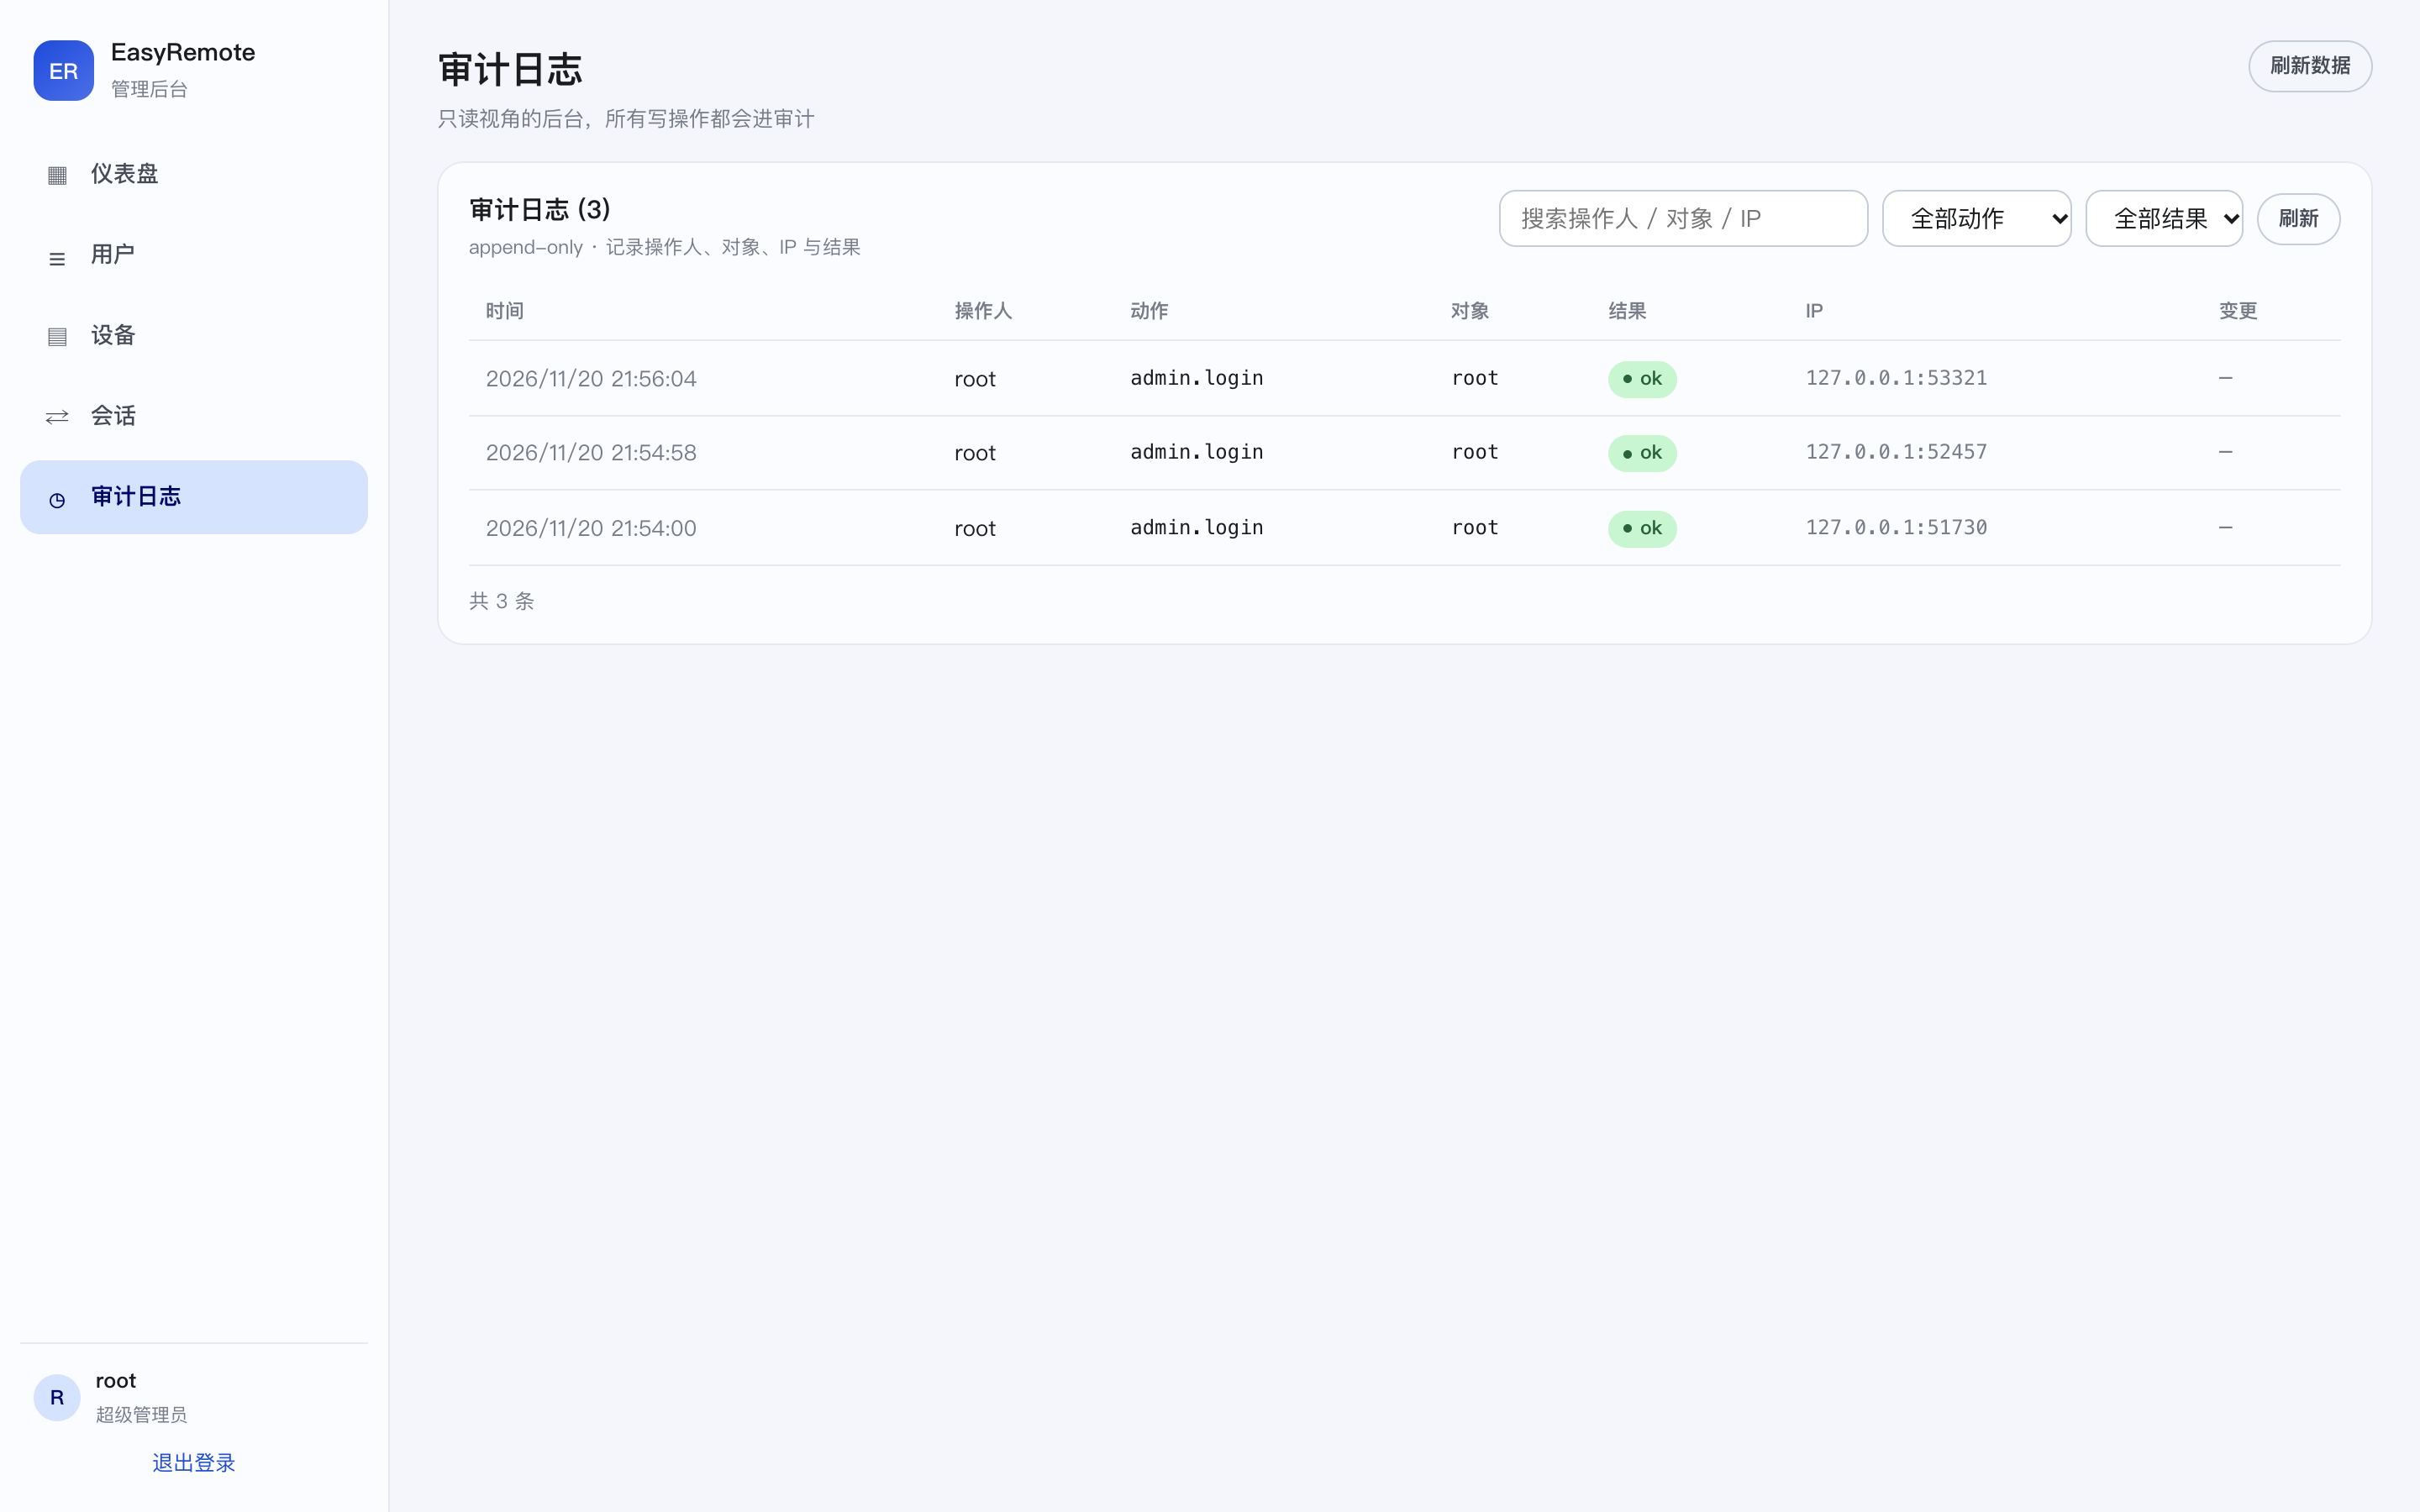 ER
EasyRemote
管理后台
仪表盘
用户
设备
会话
审计日志
root
R
超级管理员
退出登录
审计日志
只读视角的后台，所有写操作都会进审计
刷新数据
审计日志 (3)
append-only · 记录操作人、对象、IP 与结果
搜索操作人 / 对象 / IP
全部动作
全部结果
刷新
时间 操作人 动作 对象 结果 IP 变更
2026/11/20 21:56:04 root admin.login root ok 127.0.0.1:53321 —
2026/11/20 21:54:58 root admin.login root ok 127.0.0.1:52457 —
2026/11/20 21:54:00 root admin.login root ok 127.0.0.1:51730 —
共 3 条